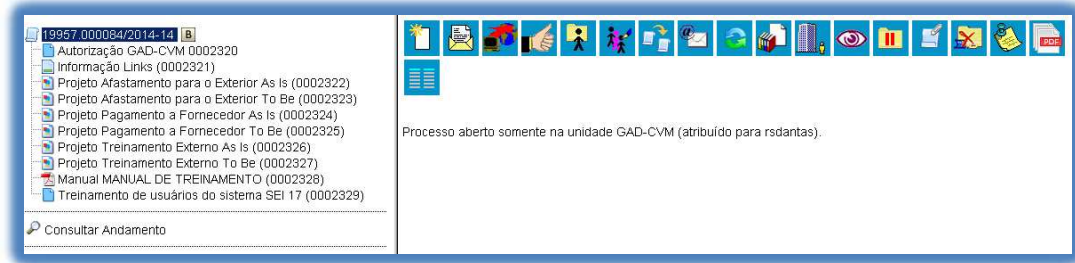 19957.000084/2014-14 B
Autorização GAD-CVM 0002320
Informação Links (0002321)
Projeto Afastamento para o Exterior As Is (0002322)
Projeto Afastamento para o Exterior To Be (0002323)
Projeto Pagamento a Fornecedor As Is (0002324)
Projeto Pagamento a Fornecedor To Be (0002325)
Projeto Treinamento Externo As Is (0002326)
Projeto Treinamento Externo To Be (0002327)
Manual MANUAL DE TREINAMENTO (0002328)
Treinamento de usuários do sistema SEI 17 (0002329)
Consultar Andamento
PDF
Processo aberto somente na unidade GAD-CVM (atribuído para rsdantas).